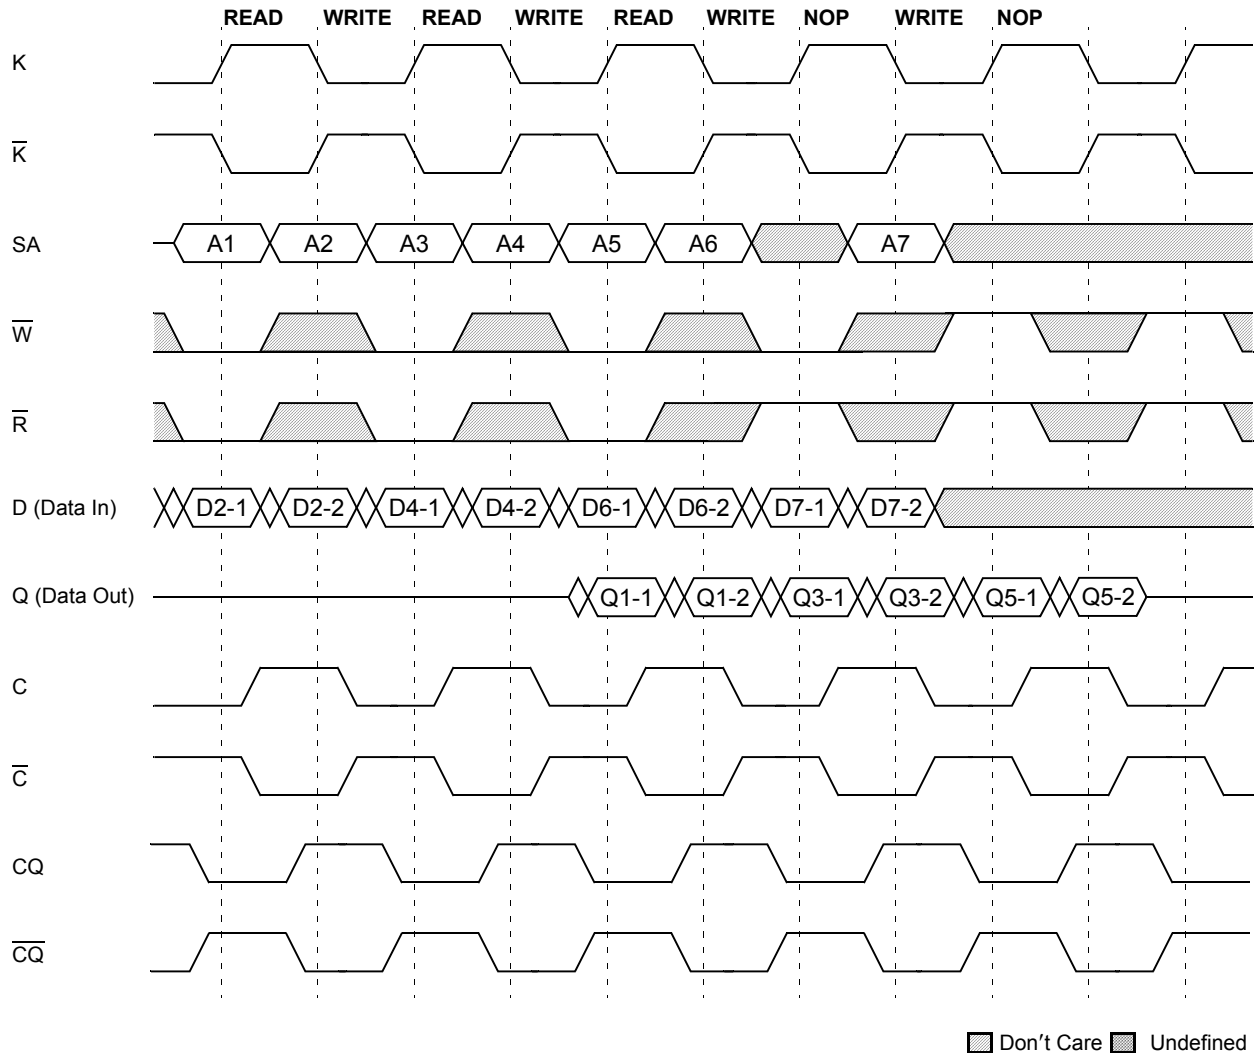 READ WRITE READ WRITE READ WRITE NOP WRITE NOP
K
K̅
SA A1 A2 A3 A4 A5 A6 A7
W̅
R̅
D (Data In) D2-1 D2-2 D4-1 D4-2 D6-1 D6-2 D7-1 D7-2
Q (Data Out) Q1-1 Q1-2 Q3-1 Q3-2 Q5-1 Q5-2
C
C̅
CQ
C̅Q̅
Don′t Care Undefined